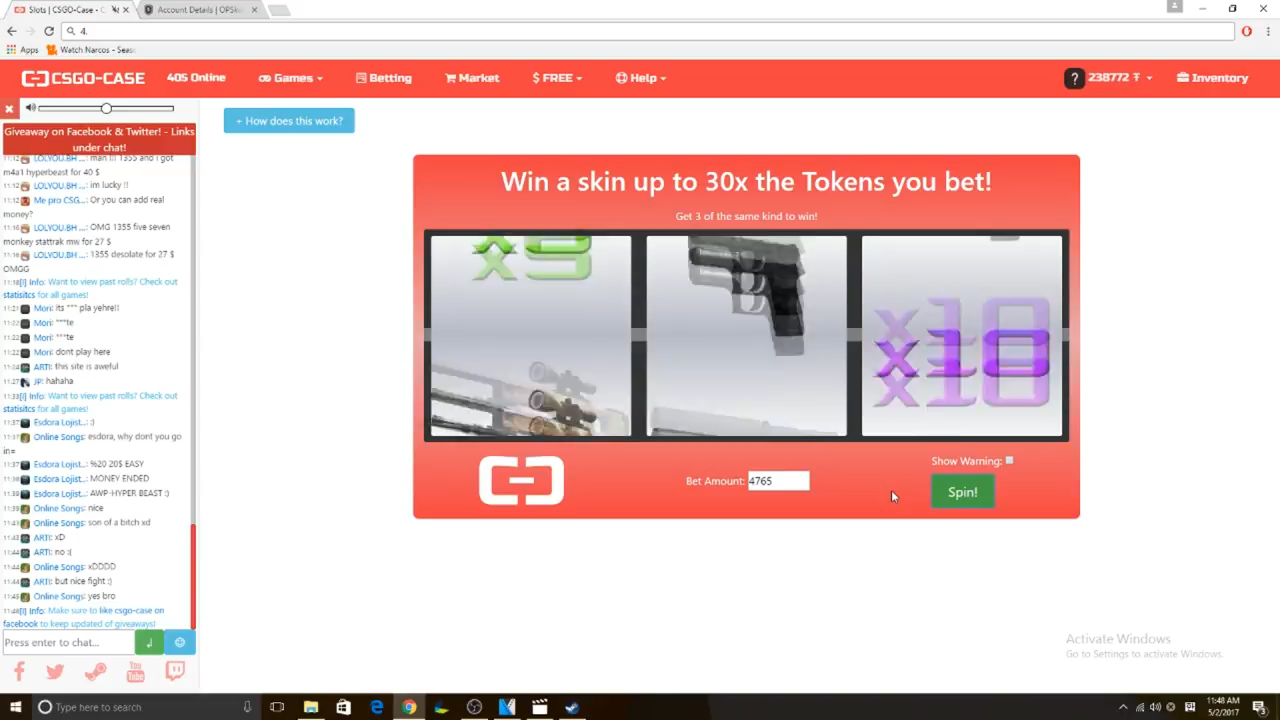 Slots | CSGO-Case - C
Account Details | OPSk
4.
Apps
Watch Narcos - Seas
CSGO-CASE
405 Online
Games
Betting
Market
$ FREE
Help
?
238772
Inventory
Giveaway on Facebook & Twitter! - Links
under chat!
11:12 LOLYOU.BH ...: man !!! 1355 and i got
m4a1 hyperbeast for 40 $
11:12 LOLYOU.BH ...: im lucky !!
11:12 Me pro CSG...: Or you can add real
money?
11:16 LOLYOU.BH ...: OMG 1355 five seven
monkey stattrak mw for 27 $
11:16 LOLYOU.BH ...: 1355 desolate for 27 $
OMGG
11:18[!] Info: Want to view past rolls? Check out
statisitcs for all games!
11:21 Mori: its *** pla yehre!!
11:22 Mori: ***te
11:22 Mori: ***te
11:22 Mori: dont play here
11:24 ARTI: this site is aweful
11:27 JP: hahaha
11:33[!] Info: Want to view past rolls? Check out
statisitcs for all games!
11:37 Esdora Lojist...: :)
11:37 Online Songs: esdora, why dont you go
in=
11:37 Esdora Lojist...: %20 20$ EASY
11:38 Esdora Lojist...: MONEY ENDED
11:39 Esdora Lojist...: AWP-HYPER BEAST :)
11:39 Online Songs: nice
11:43 Online Songs: son of a bitch xd
11:43 ARTI: xD
11:44 ARTI: no :(
11:44 Online Songs: xDDDD
11:44 ARTI: but nice fight :)
11:45 Online Songs: yes bro
11:48[!] Info: Make sure to like csgo-case on
facebook to keep updated of giveaways!
Press enter to chat...
You
Tube
+ How does this work?
Win a skin up to 30x the Tokens you bet!
Get 3 of the same kind to win!
x18
Bet Amount: 4765
Show Warning:
Spin!
Activate Windows
Go to Settings to activate Windows.
Type here to search
11:48 AM
5/2/2017
3